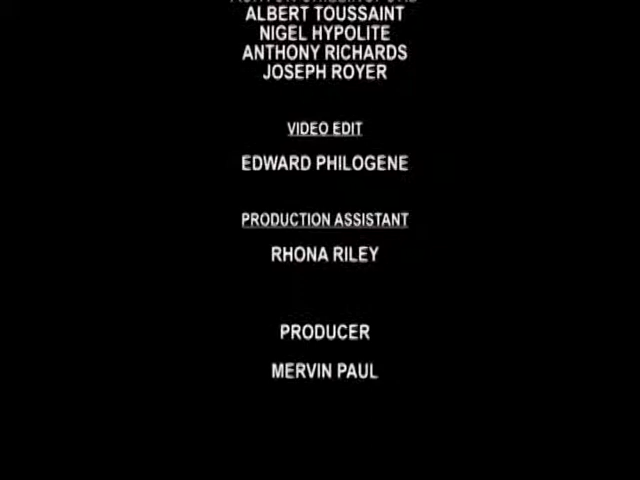 ALBERT TOUSSAINT
NIGEL HYPOLITE
ANTHONY RICHARDS
JOSEPH ROYER
VIDEO EDIT
EDWARD PHILOGENE
PRODUCTION ASSISTANT
RHONA RILEY
PRODUCER
MERVIN PAUL